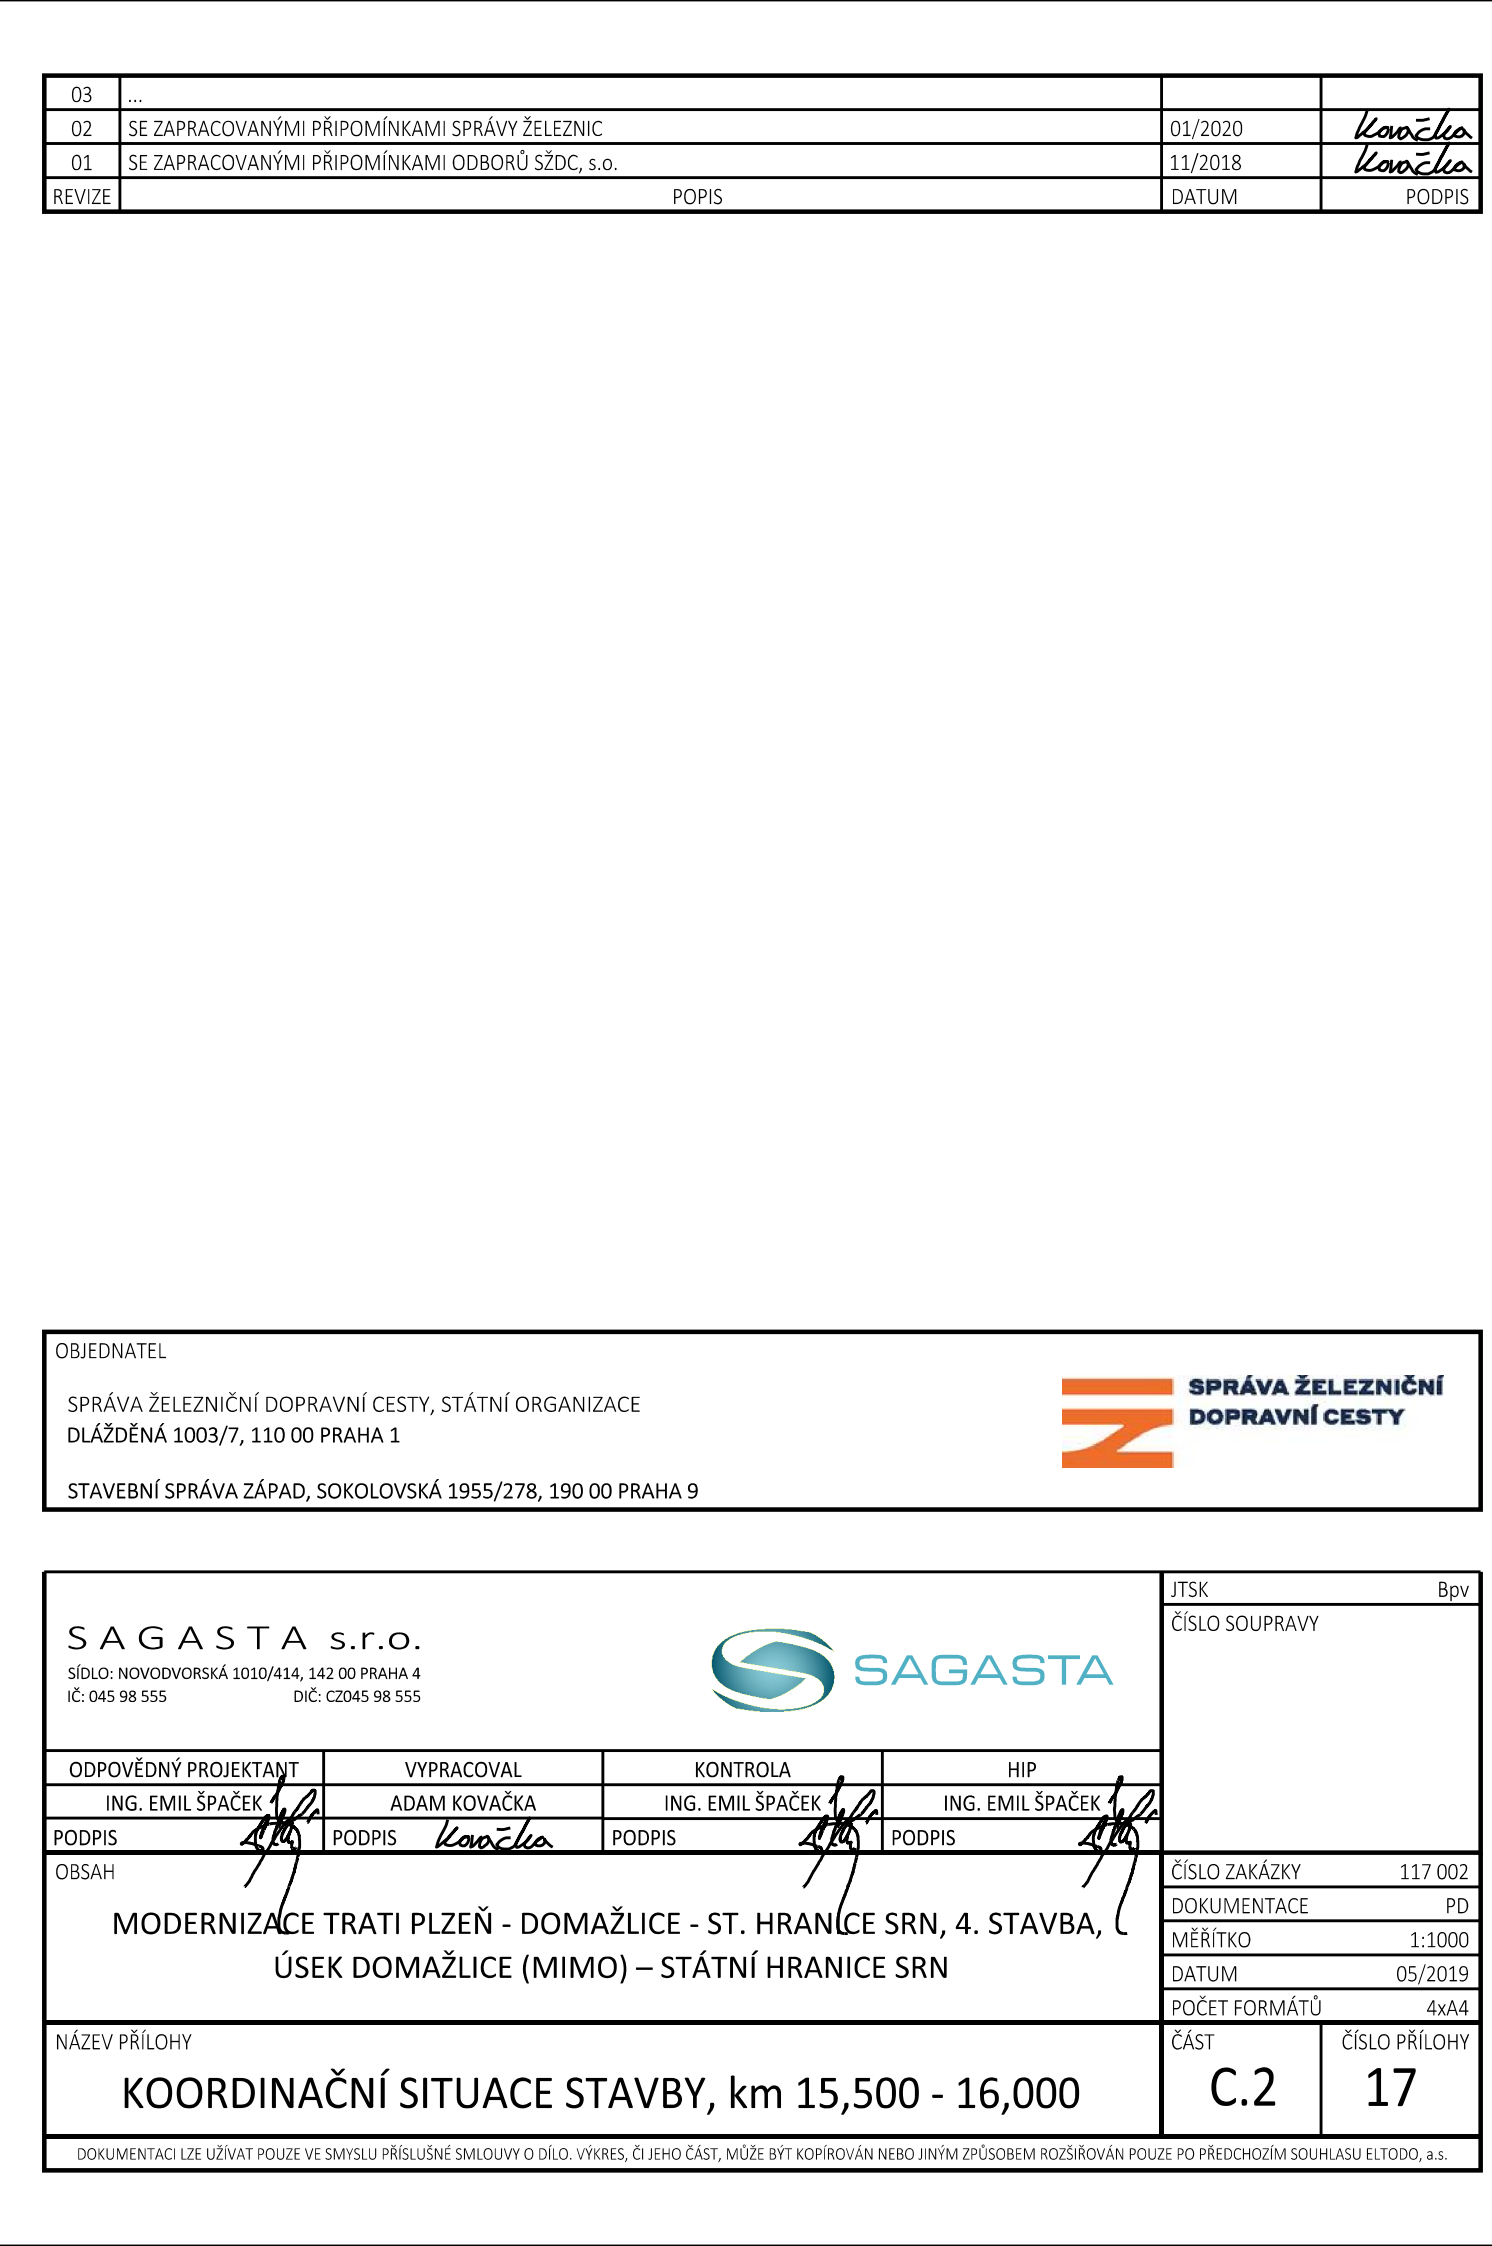 03 ...
02 SE ZAPRACOVANÝMI PŘIPOMÍNKAMI SPRÁVY ŽELEZNIC 01/2020 Kovačka
01 SE ZAPRACOVANÝMI PŘIPOMÍNKAMI ODBORŮ SŽDC, s.o. 11/2018 Kovačka
REVIZE POPIS DATUM PODPIS
OBJEDNATEL
SPRÁVA ŽELEZNIČNÍ DOPRAVNÍ CESTY, STÁTNÍ ORGANIZACE
DLÁŽDĚNÁ 1003/7, 110 00 PRAHA 1
STAVEBNÍ SPRÁVA ZÁPAD, SOKOLOVSKÁ 1955/278, 190 00 PRAHA 9
SPRÁVA ŽELEZNIČNÍ
DOPRAVNÍ CESTY
SAGASTA s.r.o.
SÍDLO: NOVODVORSKÁ 1010/414, 142 00 PRAHA 4
IČ: 045 98 555 DIČ: CZ045 98 555
SAGASTA
JTSK Bpv
ČÍSLO SOUPRAVY
ODPOVĚDNÝ PROJEKTANT VYPRACOVAL KONTROLA HIP
ING. EMIL ŠPAČEK ADAM KOVAČKA ING. EMIL ŠPAČEK ING. EMIL ŠPAČEK
PODPIS PODPIS Kovačka PODPIS PODPIS
OBSAH
MODERNIZACE TRATI PLZEŇ - DOMAŽLICE - ST. HRANICE SRN, 4. STAVBA,
ÚSEK DOMAŽLICE (MIMO) – STÁTNÍ HRANICE SRN
ČÍSLO ZAKÁZKY 117 002
DOKUMENTACE PD
MĚŘÍTKO 1:1000
DATUM 05/2019
POČET FORMÁTŮ 4xA4
NÁZEV PŘÍLOHY
KOORDINAČNÍ SITUACE STAVBY, km 15,500 - 16,000
ČÁST ČÍSLO PŘÍLOHY
C.2 17
DOKUMENTACI LZE UŽÍVAT POUZE VE SMYSLU PŘÍSLUŠNÉ SMLOUVY O DÍLO. VÝKRES, ČI JEHO ČÁST, MŮŽE BÝT KOPÍROVÁN NEBO JINÝM ZPŮSOBEM ROZŠIŘOVÁN POUZE PO PŘEDCHOZÍM SOUHLASU ELTODO, a.s.